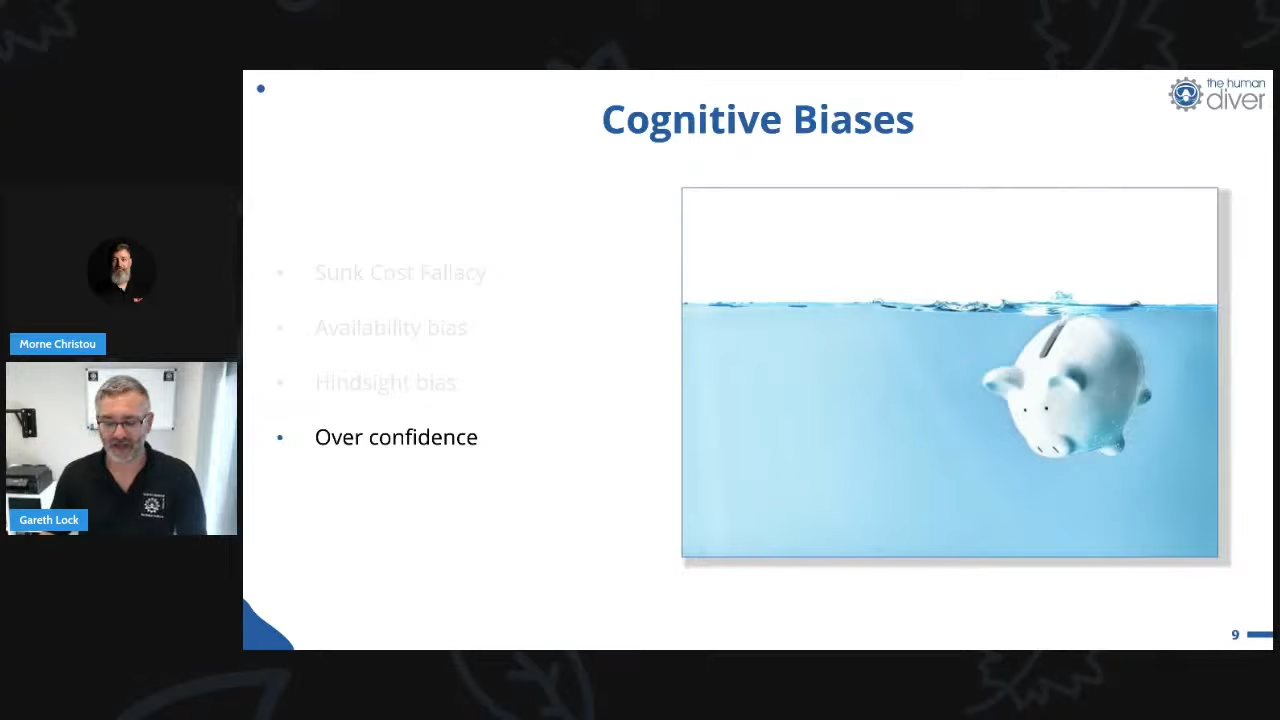 the human
diver
Cognitive Biases
Sunk Cost Fallacy
Availability bias
Hindsight bias
Over confidence
Morne Christou
Gareth Lock
9